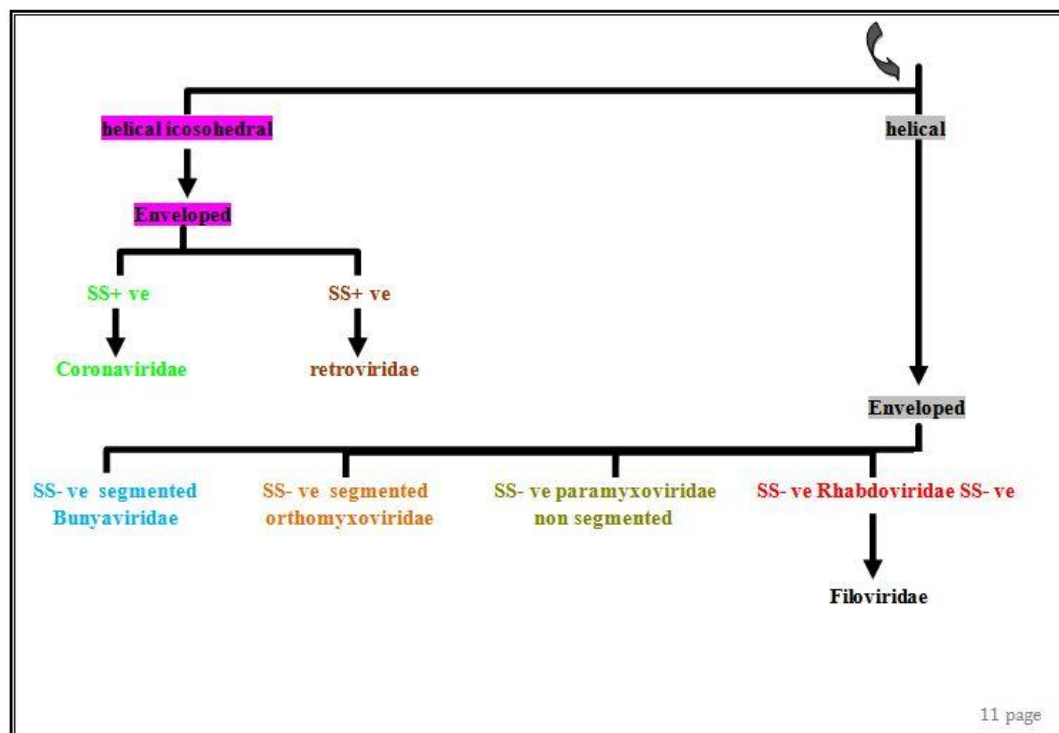 helical icosohedral
helical
Enveloped
SS+ ve
SS+ ve
Coronaviridae
retroviridae
Enveloped
SS- ve segmented
Bunyaviridae
SS- ve segmented
orthomyxoviridae
SS- ve paramyxoviridae
non segmented
SS- ve Rhabdoviridae SS- ve
Filoviridae
11 page